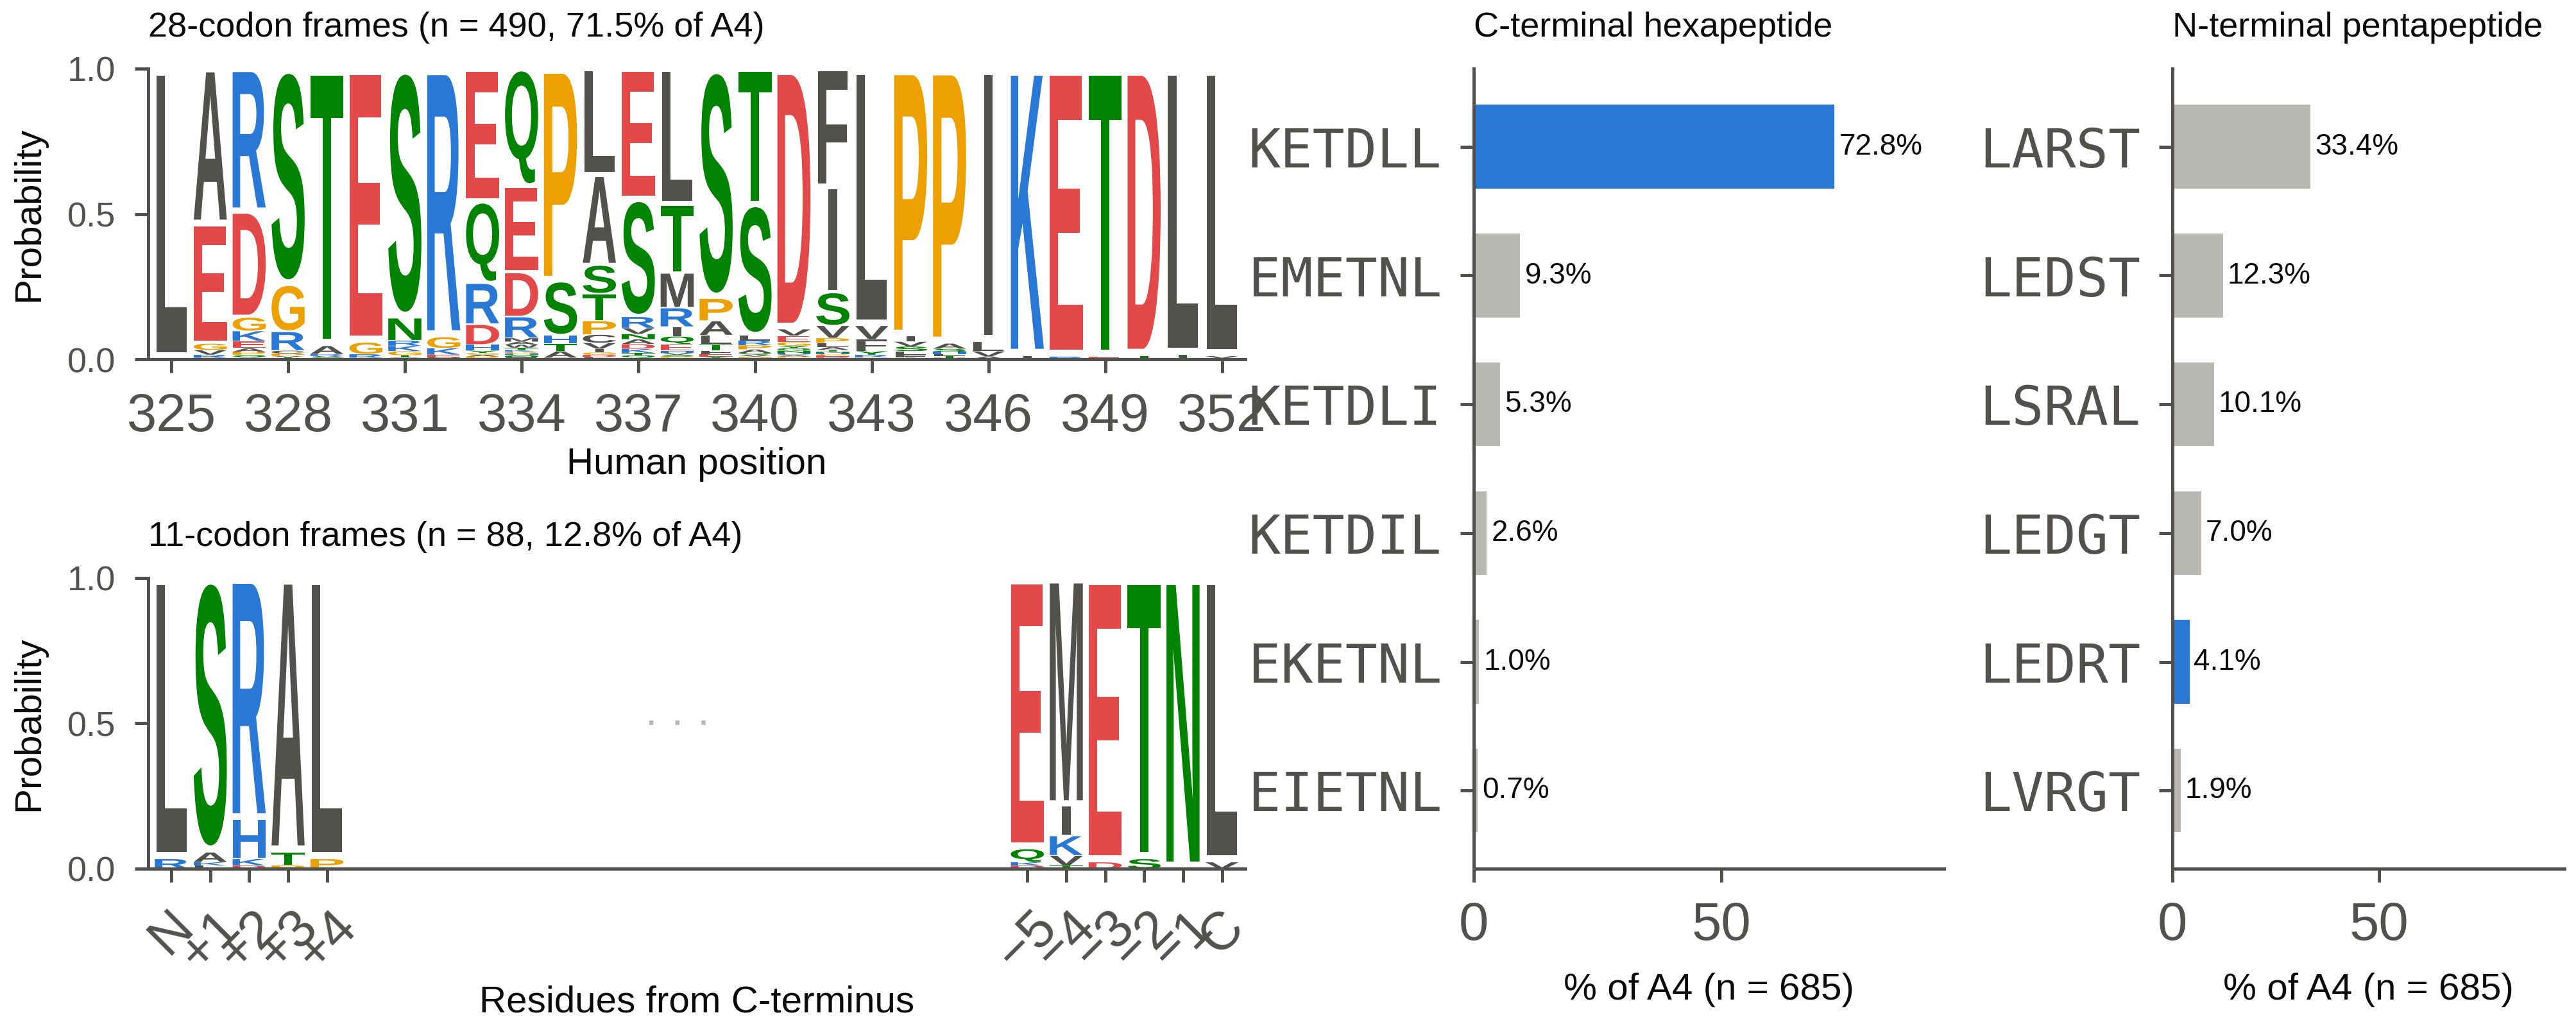 28-codon frames (n = 490, 71.5% of A4)
Probability
1.0
0.5
0.0
325 328 331 334 337 340 343 346 349 352
Human position
11-codon frames (n = 88, 12.8% of A4)
Probability
1.0
0.5
0.0
L S R A L
. . .
E M E T N L
N +1 +2 +3 +4 −5 −4 −3 −2 −1 C
Residues from C-terminus
C-terminal hexapeptide
KETDLL 72.8%
EMETNL 9.3%
KETDLI 5.3%
KETDIL 2.6%
EKETNL 1.0%
EIETNL 0.7%
0 50
% of A4 (n = 685)
N-terminal pentapeptide
LARST 33.4%
LEDST 12.3%
LSRAL 10.1%
LEDGT 7.0%
LEDRT 4.1%
LVRGT 1.9%
0 50
% of A4 (n = 685)